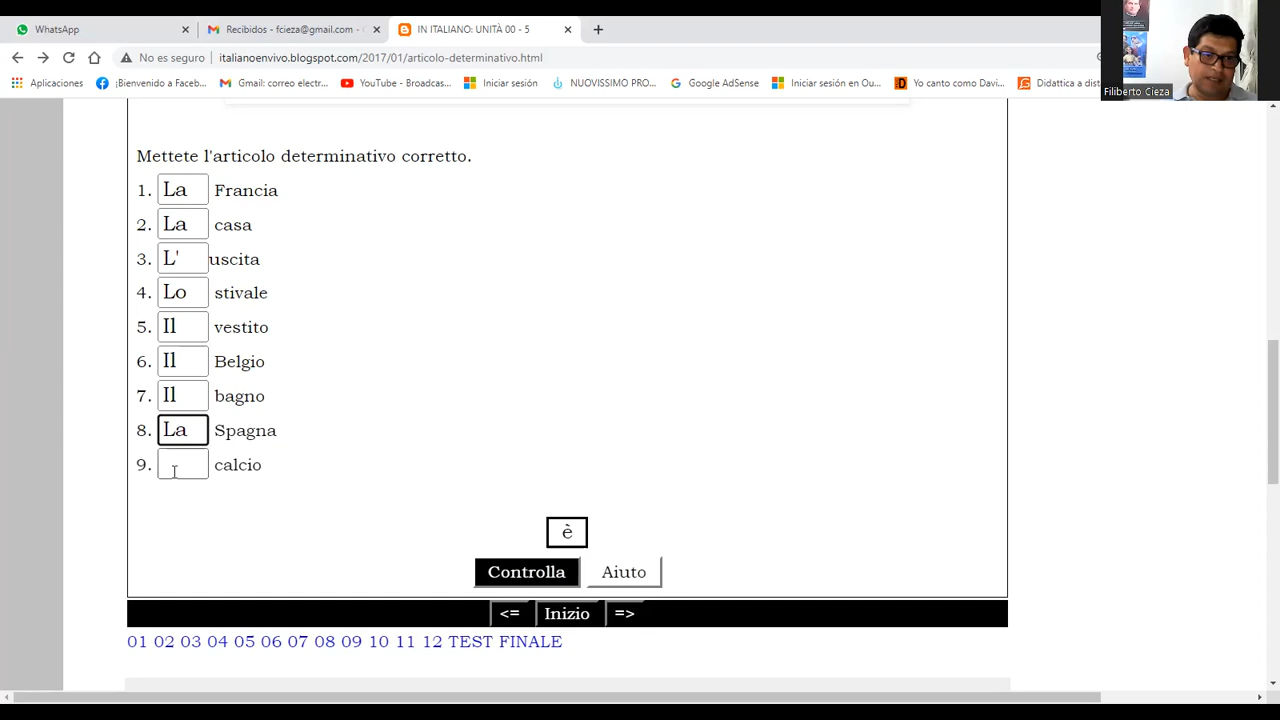 WhatsApp
Recibidos - fcieza@gmail.com -
IN ITALIANO: UNITÀ 00 - 5
No es seguro
italianoenvivo.blogspot.com/2017/01/articolo-determinativo.html
Aplicaciones
¡Bienvenido a Faceb...
Gmail: correo electr...
YouTube - Broadcas...
Iniciar sesión
NUOVISSIMO PRO...
Google AdSense
Iniciar sesión en Ou...
Yo canto como Davi...
Didattica a dist
Filiberto Cieza
Mettete l'articolo determinativo corretto.
1. La Francia
2. La casa
3. L' uscita
4. Lo stivale
5. Il vestito
6. Il Belgio
7. Il bagno
8. La Spagna
9. calcio
è
Controlla Aiuto
<= Inizio =>
01 02 03 04 05 06 07 08 09 10 11 12 TEST FINALE